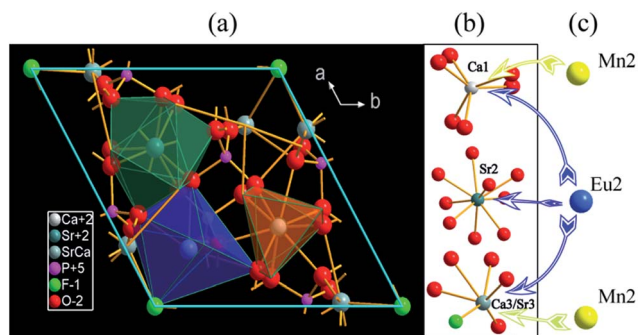 (a)
(b)
(c)
a
b
Ca+2
Sr+2
SrCa
P+5
F-1
O-2
Ca1
Sr2
Ca3/Sr3
Mn2
Eu2
Mn2